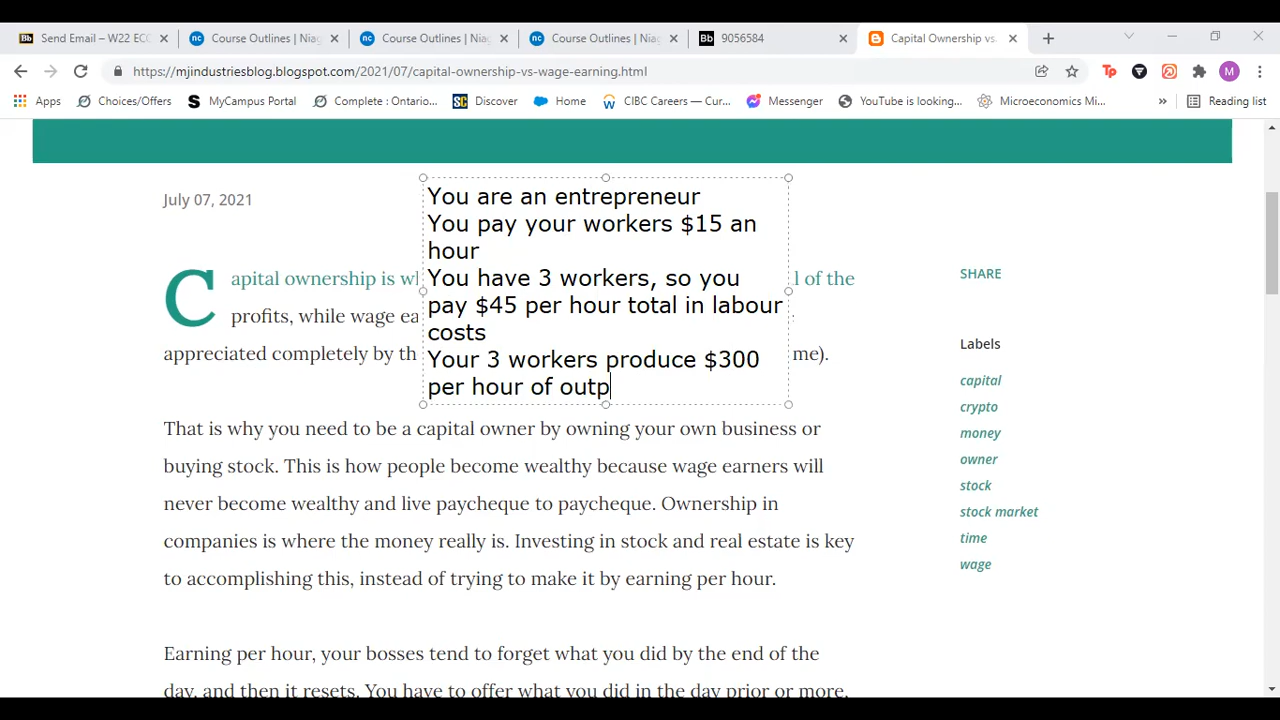 Send Email – W22 ECO
Course Outlines | Niag
Course Outlines | Niag
Course Outlines | Niag
9056584
Capital Ownership vs.
https://mjindustriesblog.blogspot.com/2021/07/capital-ownership-vs-wage-earning.html
Apps
Choices/Offers
MyCampus Portal
Complete : Ontario...
Discover
Home
CIBC Careers — Cur...
Messenger
YouTube is looking...
Microeconomics Mi...
»
Reading list
July 07, 2021
You are an entrepreneur
You pay your workers $15 an
hour
You have 3 workers, so you
pay $45 per hour total in labour
costs
Your 3 workers produce $300
per hour of outp
Capital ownership is wh
l of the
profits, while wage ea
appreciated completely by th
me).
That is why you need to be a capital owner by owning your own business or
buying stock. This is how people become wealthy because wage earners will
never become wealthy and live paycheque to paycheque. Ownership in
companies is where the money really is. Investing in stock and real estate is key
to accomplishing this, instead of trying to make it by earning per hour.
Earning per hour, your bosses tend to forget what you did by the end of the
day, and then it resets. You have to offer what you did in the day prior or more,
SHARE
Labels
capital
crypto
money
owner
stock
stock market
time
wage